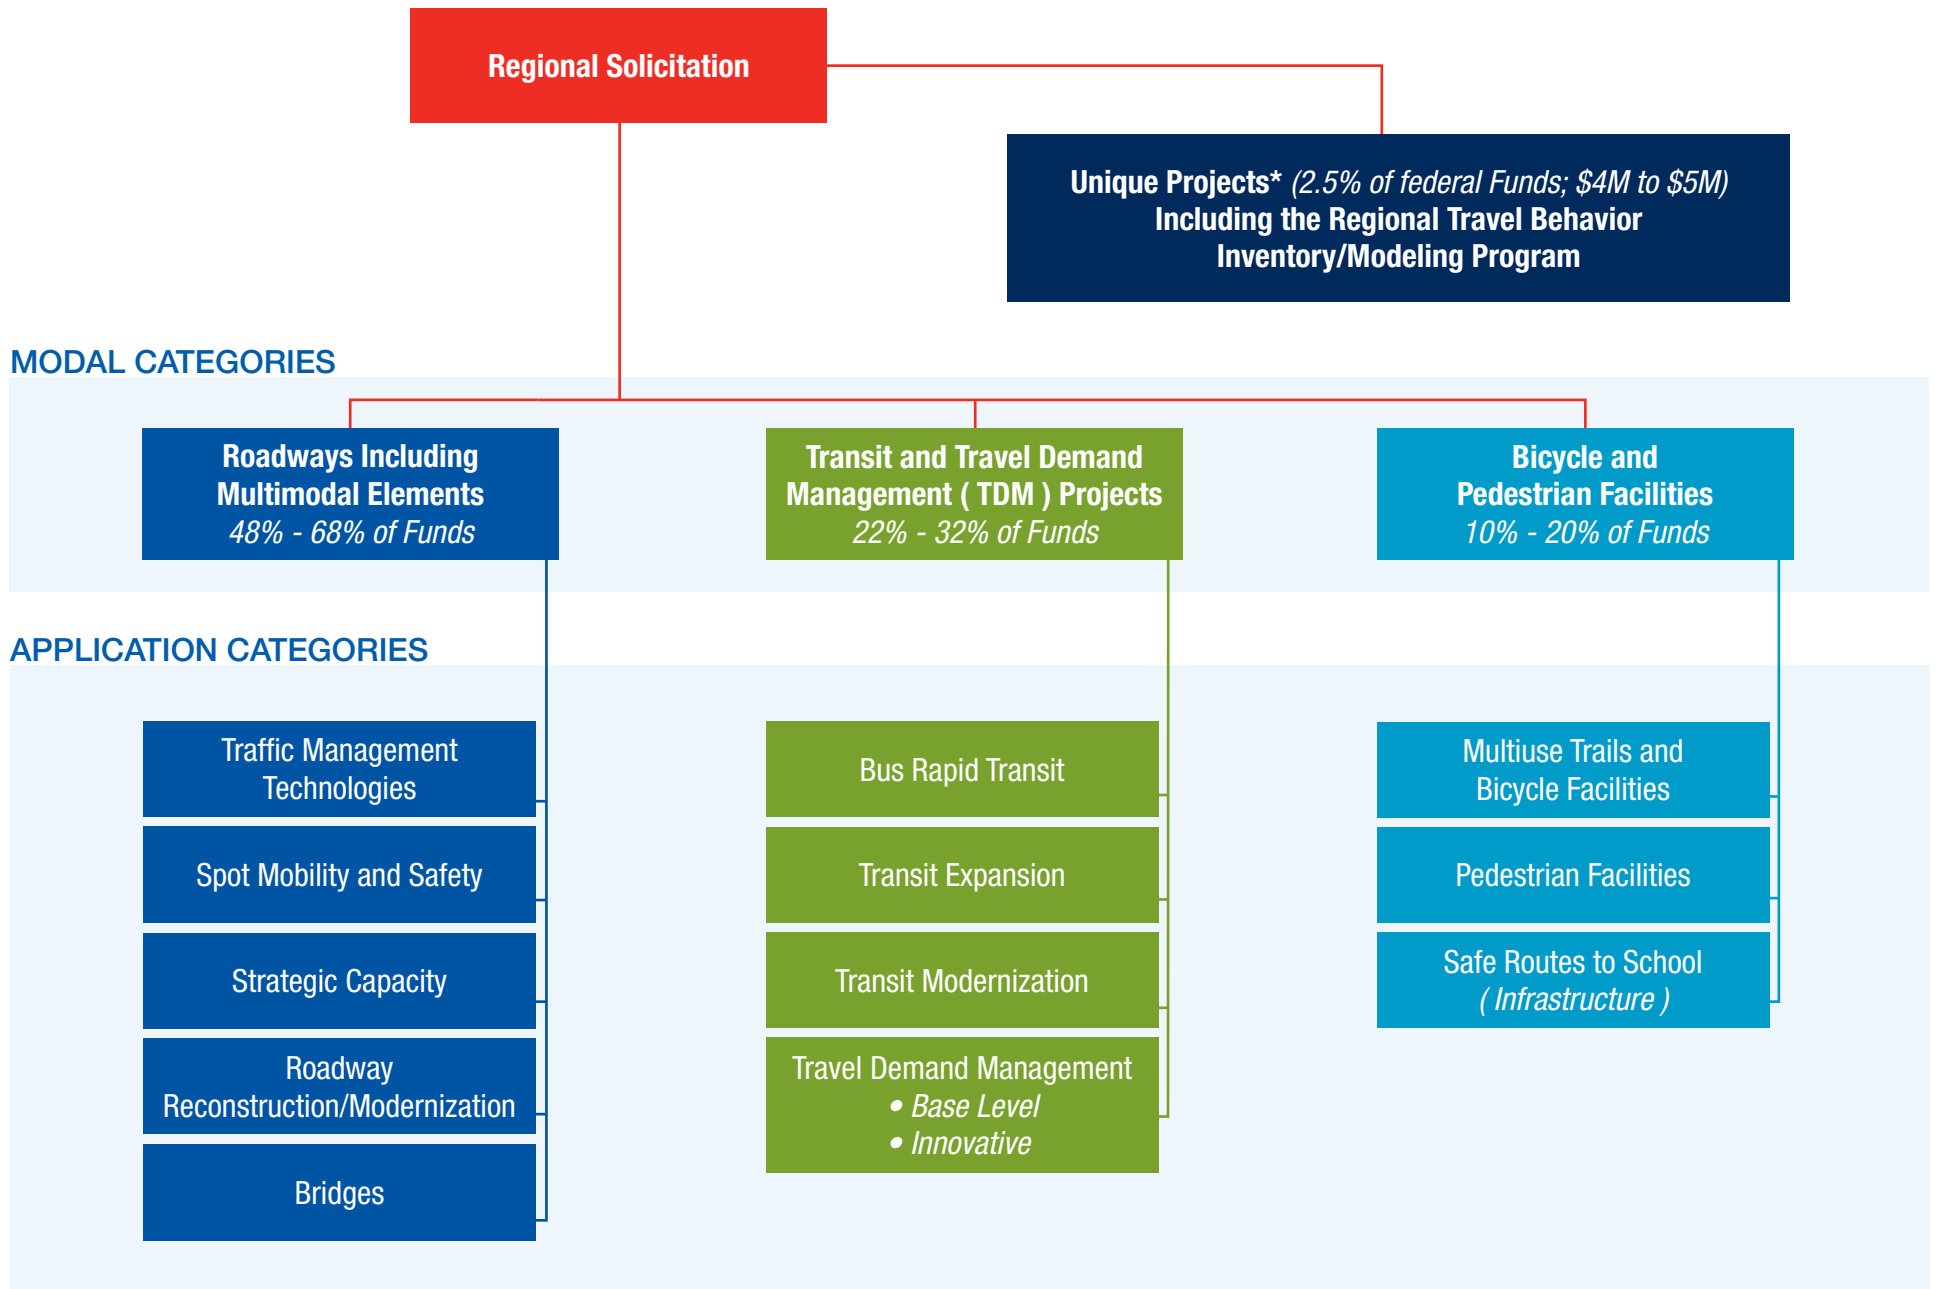 Regional Solicitation
Unique Projects* (2.5% of federal Funds; $4M to $5M)
Including the Regional Travel Behavior
Inventory/Modeling Program
MODAL CATEGORIES
Roadways Including
Multimodal Elements
48% - 68% of Funds
Transit and Travel Demand
Management ( TDM ) Projects
22% - 32% of Funds
Bicycle and
Pedestrian Facilities
10% - 20% of Funds
APPLICATION CATEGORIES
Traffic Management
Technologies
Spot Mobility and Safety
Strategic Capacity
Roadway
Reconstruction/Modernization
Bridges
Bus Rapid Transit
Transit Expansion
Transit Modernization
Travel Demand Management
• Base Level
• Innovative
Multiuse Trails and
Bicycle Facilities
Pedestrian Facilities
Safe Routes to School
( Infrastructure )